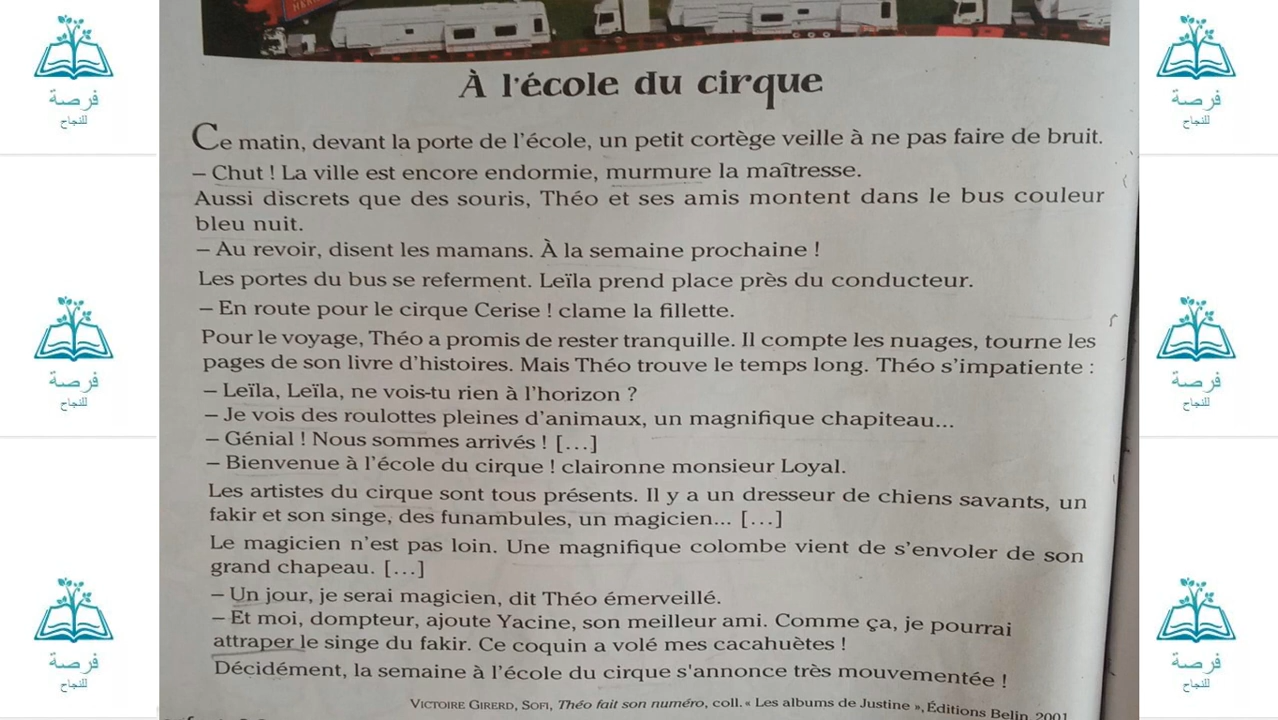 À l'école du cirque
Ce matin, devant la porte de l'école, un petit cortège veille à ne pas faire de bruit.
– Chut ! La ville est encore endormie, murmure la maîtresse.
Aussi discrets que des souris, Théo et ses amis montent dans le bus couleur
bleu nuit.
– Au revoir, disent les mamans. À la semaine prochaine !
Les portes du bus se referment. Leïla prend place près du conducteur.
– En route pour le cirque Cerise ! clame la fillette.
Pour le voyage, Théo a promis de rester tranquille. Il compte les nuages, tourne les
pages de son livre d'histoires. Mais Théo trouve le temps long. Théo s'impatiente :
– Leïla, Leïla, ne vois-tu rien à l'horizon ?
– Je vois des roulottes pleines d'animaux, un magnifique chapiteau...
– Génial ! Nous sommes arrivés ! [...]
– Bienvenue à l'école du cirque ! claironne monsieur Loyal.
Les artistes du cirque sont tous présents. Il y a un dresseur de chiens savants, un
fakir et son singe, des funambules, un magicien... [...]
Le magicien n'est pas loin. Une magnifique colombe vient de s'envoler de son
grand chapeau. [...]
– Un jour, je serai magicien, dit Théo émerveillé.
– Et moi, dompteur, ajoute Yacine, son meilleur ami. Comme ça, je pourrai
attraper le singe du fakir. Ce coquin a volé mes cacahuètes !
Décidément, la semaine à l'école du cirque s'annonce très mouvementée !
VICTOIRE GIRERD, SOFI, Théo fait son numéro, coll. « Les albums de Justine », Éditions Belin, 2001
فرصة
للنجاح
فرصة
للنجاح
فرصة
للنجاح
فرصة
للنجاح
فرصة
للنجاح
فرصة
للنجاح